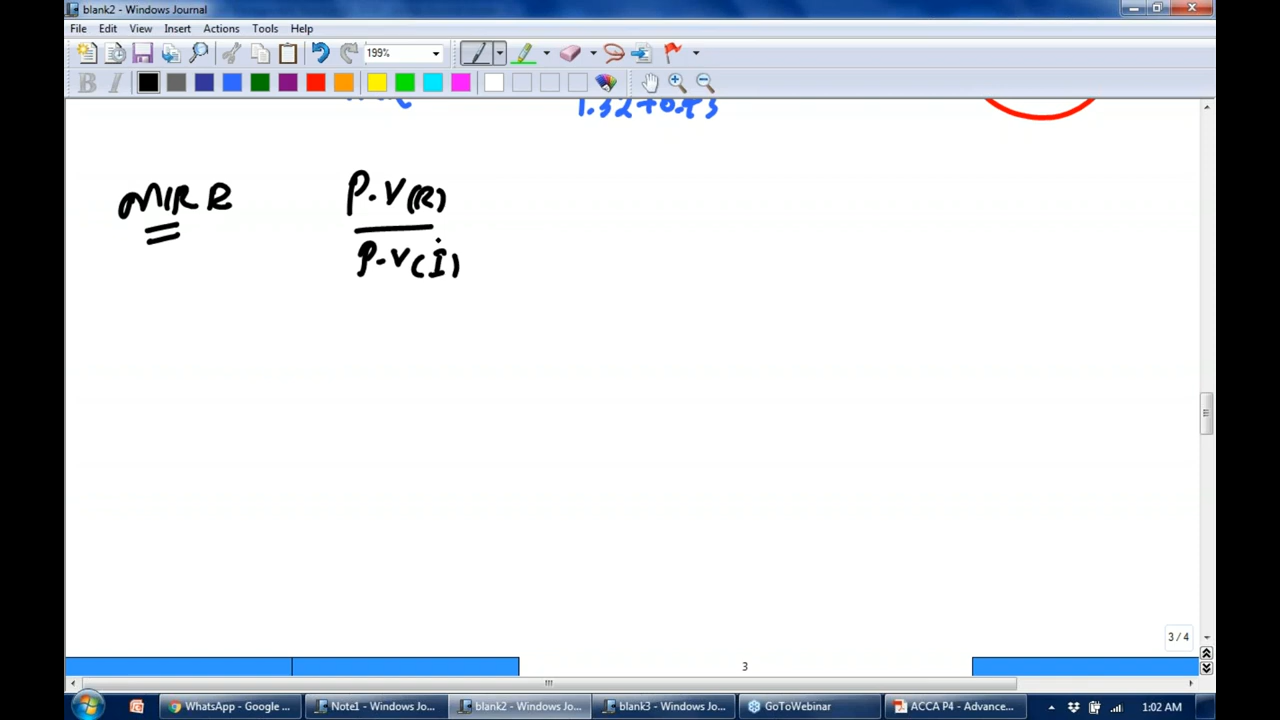 blank2 - Windows Journal
File Edit View Insert Actions Tools Help
199%
B I
1.32+0.43
MIRR
P.V(R)
P.V(I)
3 / 4
3
WhatsApp - Google ...
Note1 - Windows Jo...
blank2 - Windows Jo...
blank3 - Windows Jo...
GoToWebinar
ACCA P4 - Advance...
1:02 AM